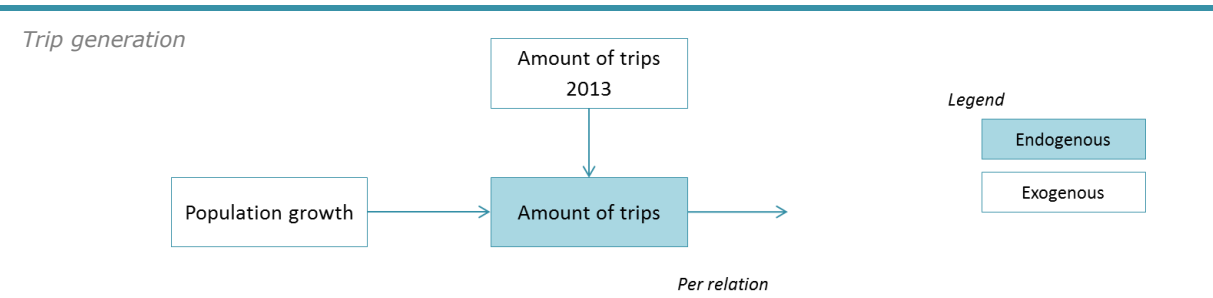 Trip generation
Amount of trips
2013
Legend
Endogenous
Exogenous
Population growth
Amount of trips
Per relation